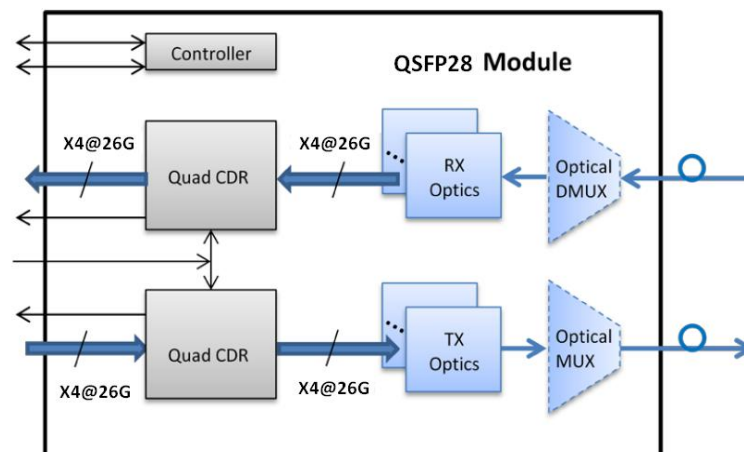 Controller
QSFP28 Module
X4@26G
X4@26G
Quad CDR
RX
Optics
Optical
DMUX
Quad CDR
TX
Optics
Optical
MUX
X4@26G
X4@26G